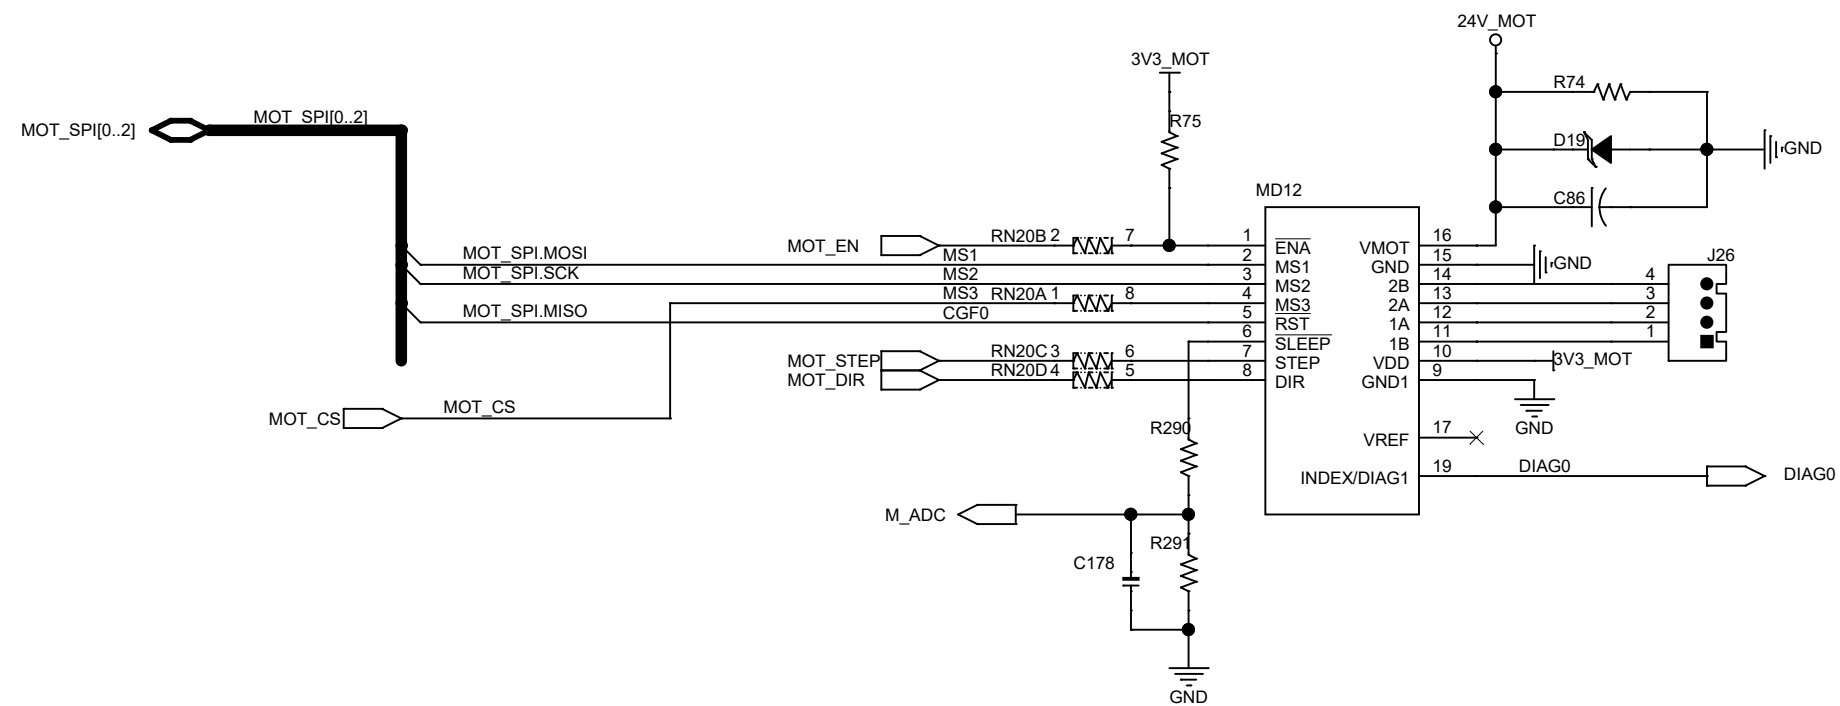 24V_MOT
3V3_MOT
R74
MOT_SPI[0..2]
MOT_SPI[0..2]
R75
D19
GND
MD12
C86
MOT_EN
RN20B 2
7
1
ENA
VMOT
16
MOT_SPI.MOSI
MS1
2
MS1
GND
15
GND
J26
MOT_SPI.SCK
MS2
3
MS2
2B
14
4
MS3
RN20A 1
8
4
MS3
2A
13
3
MOT_SPI.MISO
CGF0
5
RST
1A
12
2
6
SLEEP
1B
11
1
MOT_STEP
RN20C 3
6
7
STEP
VDD
10
3V3_MOT
MOT_DIR
RN20D 4
5
8
DIR
GND1
9
MOT_CS
MOT_CS
R290
GND
VREF
17
INDEX/DIAG1
19
DIAG0
DIAG0
M_ADC
R291
C178
GND